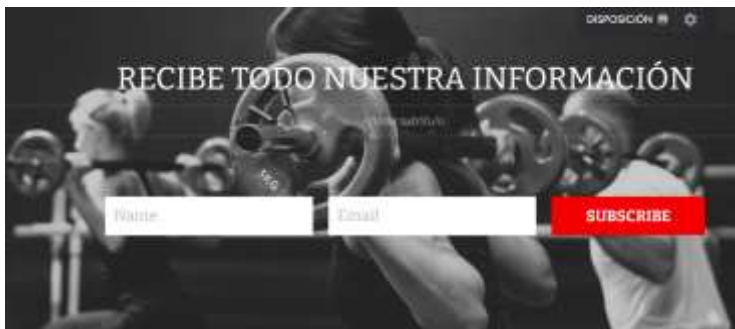 DISPOSICIÓN
RECIBE TODO NUESTRA INFORMACIÓN
Name
Email
SUBSCRIBE